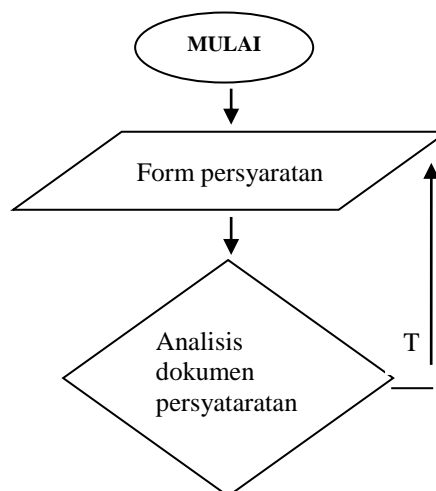 MULAI
Form persyaratan
Analisis
dokumen
persyataratan
T